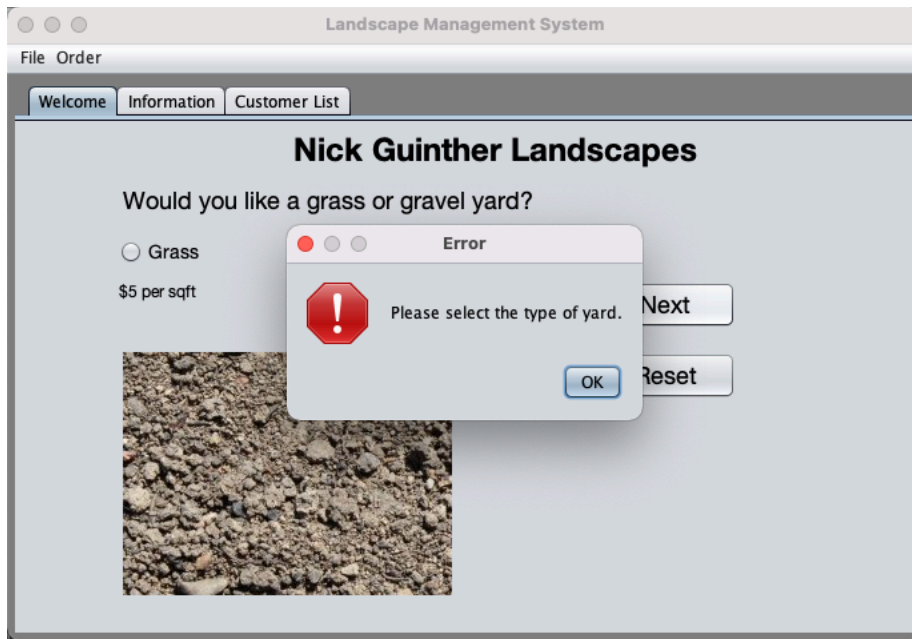 Landscape Management System
File Order
Welcome Information Customer List
Nick Guinther Landscapes
Would you like a grass or gravel yard?
Grass
$5 per sqft
Error
Please select the type of yard.
OK
Next
Reset